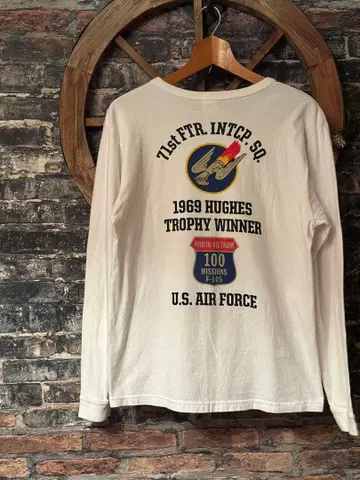 71st FTR. INTCP. SQ.
1969 HUGHES
TROPHY WINNER
NORTH VIETNAM
100
MISSIONS
F-105
U.S. AIR FORCE